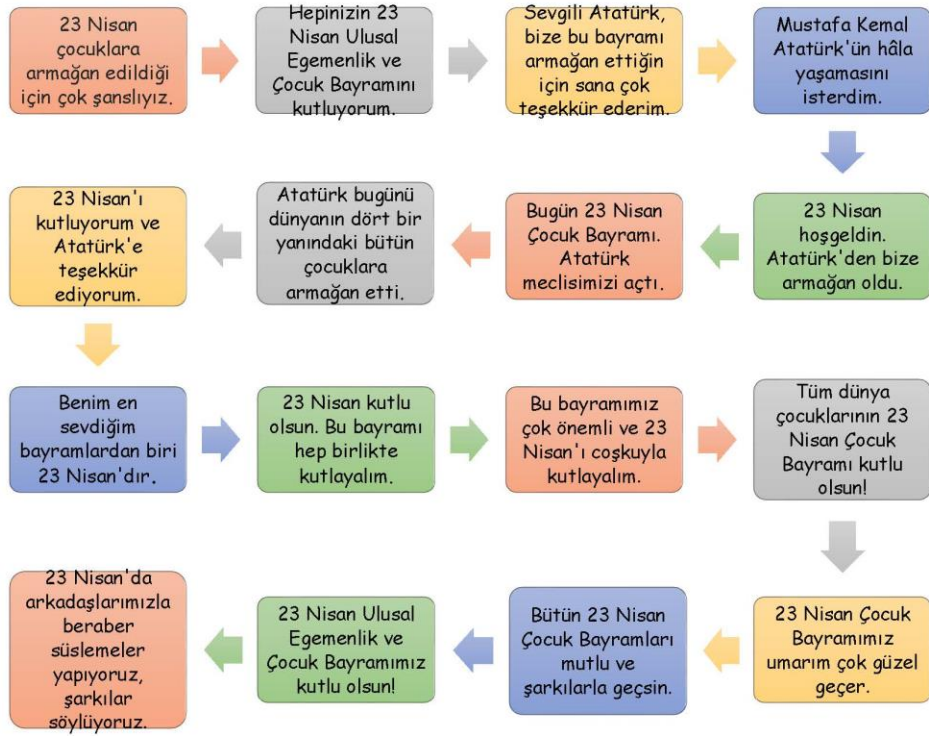 23 Nisan
çocuklara
armağan edildiği
için çok şanslıyız.
Hepinizin 23
Nisan Ulusal
Egemenlik ve
Çocuk Bayramını
kutluyorum.
Sevgili Atatürk,
bize bu bayramı
armağan ettiğin
için sana çok
teşekkür ederim.
Mustafa Kemal
Atatürk'ün hâla
yaşamasını
isterdim.
23 Nisan
hoşgeldin.
Atatürk'den bize
armağan oldu.
Bugün 23 Nisan
Çocuk Bayramı.
Atatürk
meclisimizi açtı.
Atatürk bugünü
dünyanın dört bir
yanındaki bütün
çocuklara
armağan etti.
23 Nisan'ı
kutluyorum ve
Atatürk'e
teşekkür
ediyorum.
Benim en
sevdiğim
bayramlardan biri
23 Nisan'dır.
23 Nisan kutlu
olsun. Bu bayramı
hep birlikte
kutlayalım.
Bu bayramımız
çok önemli ve 23
Nisan'ı coşkuyla
kutlayalım.
Tüm dünya
çocuklarının 23
Nisan Çocuk
Bayramı kutlu
olsun!
23 Nisan Çocuk
Bayramımız
umarım çok güzel
geçer.
Bütün 23 Nisan
Çocuk Bayramları
mutlu ve
şarkılarla geçsin.
23 Nisan Ulusal
Egemenlik ve
Çocuk Bayramımız
kutlu olsun!
23 Nisan'da
arkadaşlarımızla
beraber
süslemeler
yapıyoruz,
şarkılar
söylüyoruz.